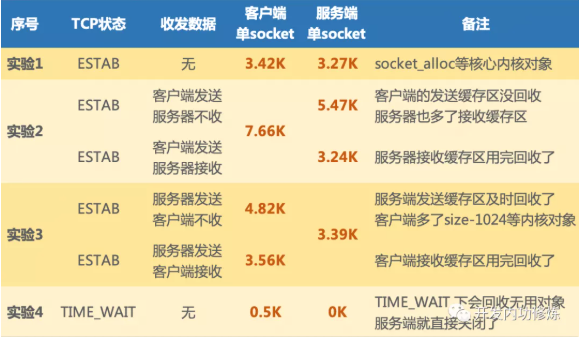 序号 TCP状态 收发数据 客户端 单socket 服务端 单socket 备注
实验1 ESTAB 无 3.42K 3.27K socket_alloc等核心内核对象
实验2 ESTAB 客户端发送 服务器不收 7.66K 5.47K 客户端的发送缓存区没回收
服务器也多了接收缓存区
ESTAB 客户端发送 服务器接收 3.24K 服务器接收缓存区用完回收了
实验3 ESTAB 服务器发送 客户端不收 4.82K 3.39K 服务端发送缓存区及时回收了
客户端多了size-1024等内核对象
ESTAB 服务器发送 客户端接收 3.56K 客户端接收缓存区用完回收了
实验4 TIME_WAIT 无 0.5K 0K TIME_WAIT 下会回收无用对象
服务端就直接关闭了
开发内功修炼